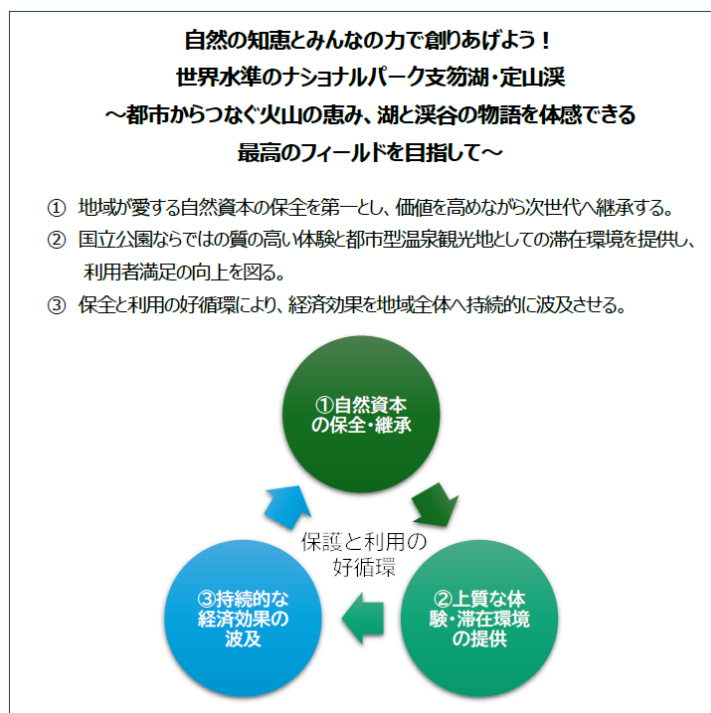 自然の知恵とみんなの力で創りあげよう！
世界水準のナショナルパーク支笏湖・定山渓
～都市からつなぐ火山の恵み、湖と渓谷の物語を体感できる
最高のフィールドを目指して～
① 地域が愛する自然資本の保全を第一とし、価値を高めながら次世代へ継承する。
② 国立公園ならではの質の高い体験と都市型温泉観光地としての滞在環境を提供し、
利用者満足の向上を図る。
③ 保全と利用の好循環により、経済効果を地域全体へ持続的に波及させる。
①自然資本
の保全・継承
保護と利用の
好循環
③持続的な
経済効果の
波及
②上質な体
験・滞在環境
の提供